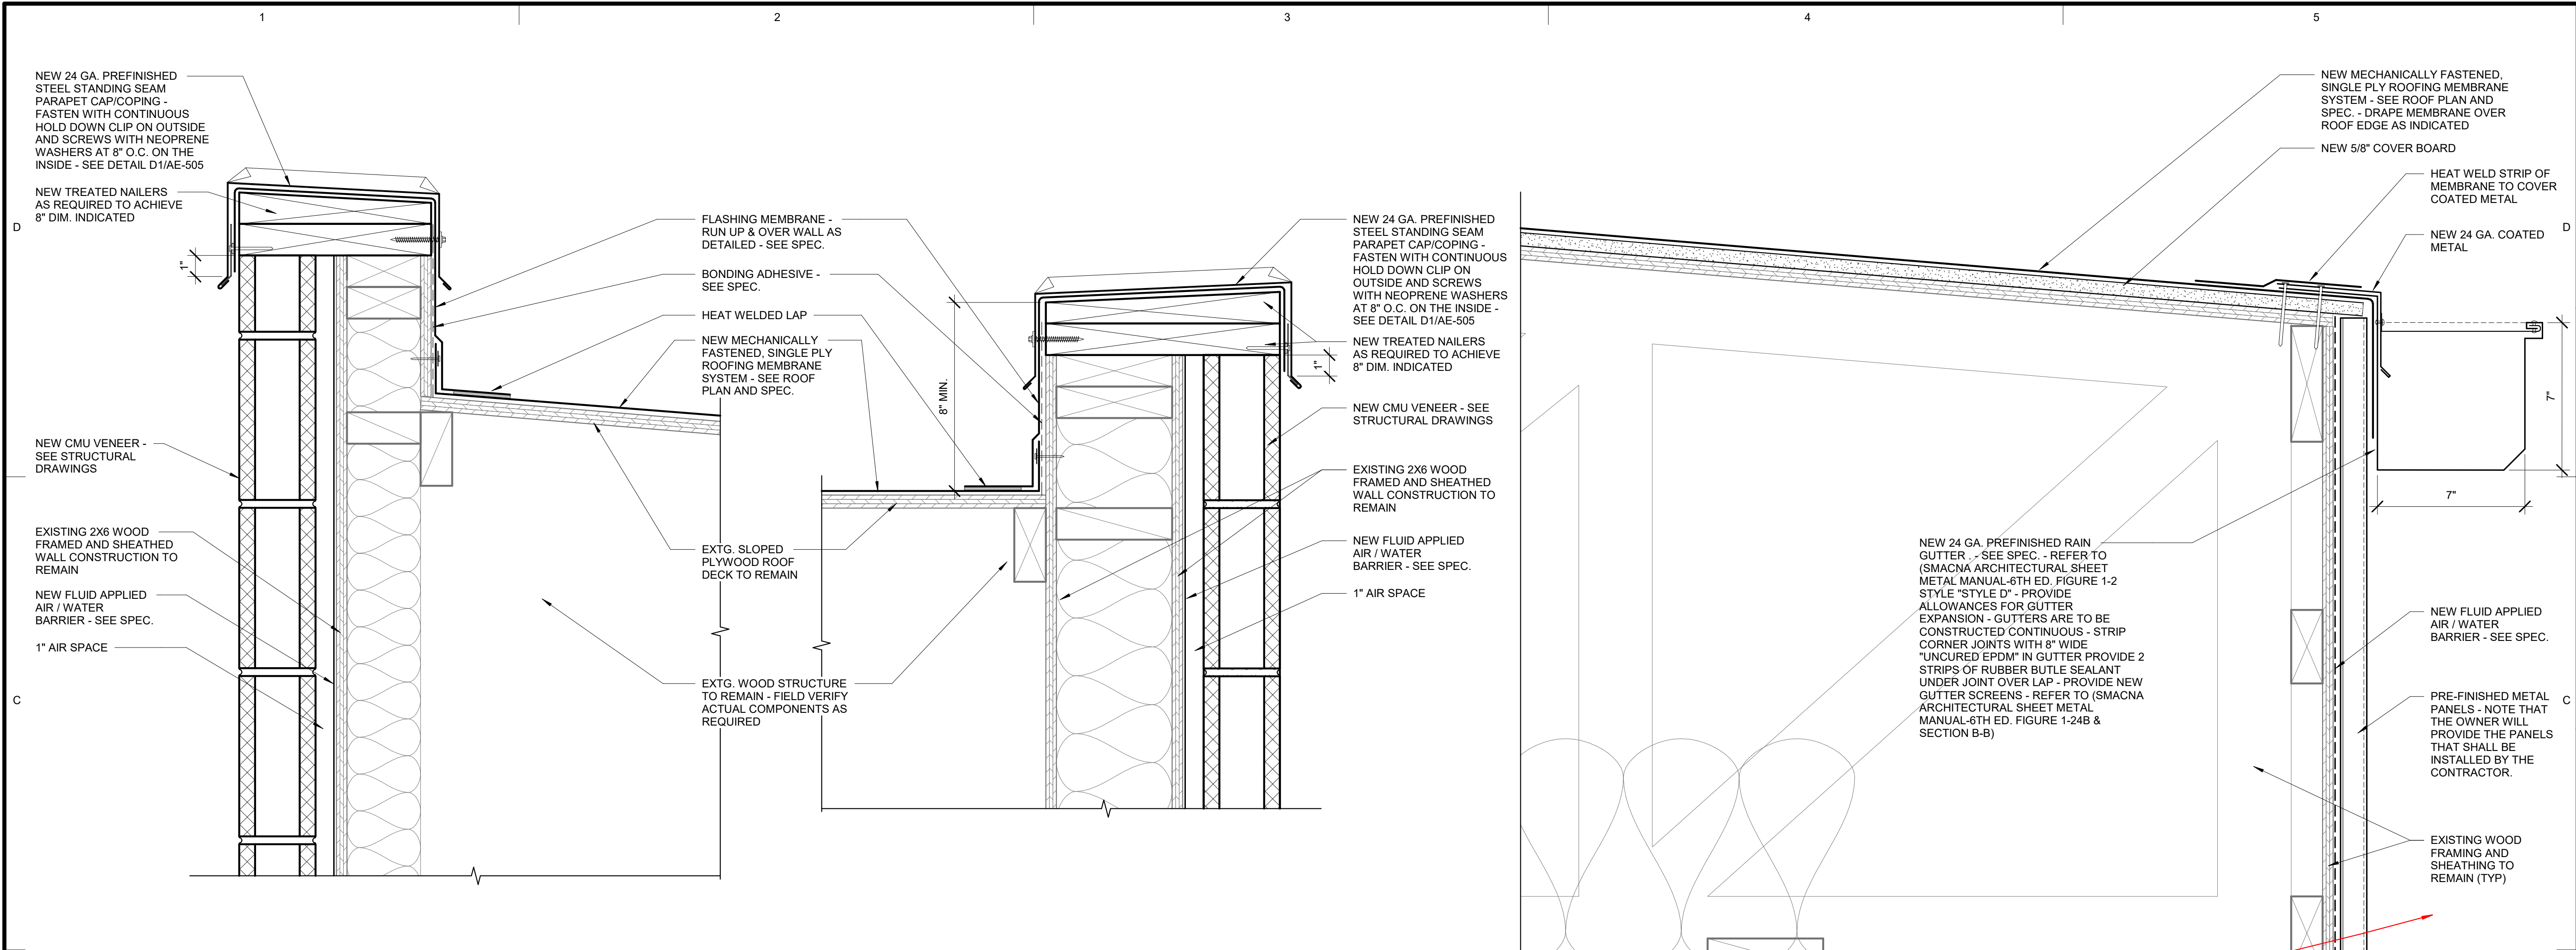 1
2
3
4
5
NEW 24 GA. PREFINISHED
STEEL STANDING SEAM
PARAPET CAP/COPING -
FASTEN WITH CONTINUOUS
HOLD DOWN CLIP ON OUTSIDE
AND SCREWS WITH NEOPRENE
WASHERS AT 8" O.C. ON THE
INSIDE - SEE DETAIL D1/AE-505
NEW TREATED NAILERS
AS REQUIRED TO ACHIEVE
8" DIM. INDICATED
D
1"
NEW CMU VENEER -
SEE STRUCTURAL
DRAWINGS
EXISTING 2X6 WOOD
FRAMED AND SHEATHED
WALL CONSTRUCTION TO
REMAIN
NEW FLUID APPLIED
AIR / WATER
BARRIER - SEE SPEC.
1" AIR SPACE
C
FLASHING MEMBRANE -
RUN UP & OVER WALL AS
DETAILED - SEE SPEC.
BONDING ADHESIVE -
SEE SPEC.
HEAT WELDED LAP
NEW MECHANICALLY
FASTENED, SINGLE PLY
ROOFING MEMBRANE
SYSTEM - SEE ROOF
PLAN AND SPEC.
EXTG. SLOPED
PLYWOOD ROOF
DECK TO REMAIN
EXTG. WOOD STRUCTURE
TO REMAIN - FIELD VERIFY
ACTUAL COMPONENTS AS
REQUIRED
8" MIN.
NEW 24 GA. PREFINISHED
STEEL STANDING SEAM
PARAPET CAP/COPING -
FASTEN WITH CONTINUOUS
HOLD DOWN CLIP ON
OUTSIDE AND SCREWS
WITH NEOPRENE WASHERS
AT 8" O.C. ON THE INSIDE -
SEE DETAIL D1/AE-505
NEW TREATED NAILERS
AS REQUIRED TO ACHIEVE
8" DIM. INDICATED
1"
NEW CMU VENEER - SEE
STRUCTURAL DRAWINGS
EXISTING 2X6 WOOD
FRAMED AND SHEATHED
WALL CONSTRUCTION TO
REMAIN
NEW FLUID APPLIED
AIR / WATER
BARRIER - SEE SPEC.
1" AIR SPACE
NEW MECHANICALLY FASTENED,
SINGLE PLY ROOFING MEMBRANE
SYSTEM - SEE ROOF PLAN AND
SPEC. - DRAPE MEMBRANE OVER
ROOF EDGE AS INDICATED
NEW 5/8" COVER BOARD
HEAT WELD STRIP OF
MEMBRANE TO COVER
COATED METAL
NEW 24 GA. COATED
METAL
D
7"
7"
NEW 24 GA. PREFINISHED RAIN
GUTTER . - SEE SPEC. - REFER TO
(SMACNA ARCHITECTURAL SHEET
METAL MANUAL-6TH ED. FIGURE 1-2
STYLE "STYLE D" - PROVIDE
ALLOWANCES FOR GUTTER
EXPANSION - GUTTERS ARE TO BE
CONSTRUCTED CONTINUOUS - STRIP
CORNER JOINTS WITH 8" WIDE
"UNCURED EPDM" IN GUTTER PROVIDE 2
STRIPS OF RUBBER BUTLE SEALANT
UNDER JOINT OVER LAP - PROVIDE NEW
GUTTER SCREENS - REFER TO (SMACNA
ARCHITECTURAL SHEET METAL
MANUAL-6TH ED. FIGURE 1-24B &
SECTION B-B)
NEW FLUID APPLIED
AIR / WATER
BARRIER - SEE SPEC.
PRE-FINISHED METAL
PANELS - NOTE THAT
THE OWNER WILL
PROVIDE THE PANELS
THAT SHALL BE
INSTALLED BY THE
CONTRACTOR.
C
EXISTING WOOD
FRAMING AND
SHEATHING TO
REMAIN (TYP)